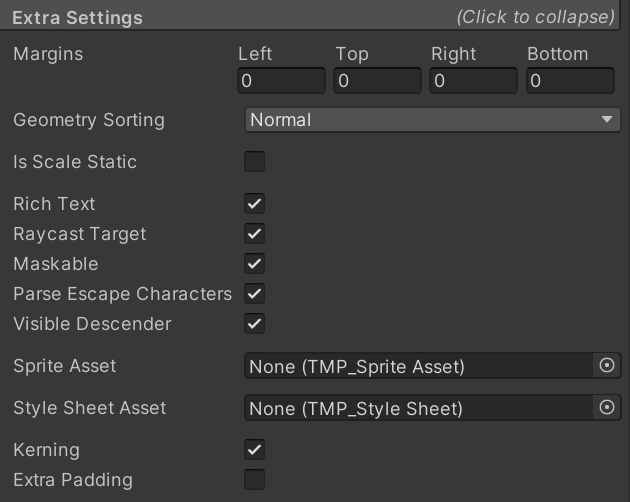 Extra Settings (Click to collapse)
Margins Left Top Right Bottom
0 0 0 0
Geometry Sorting Normal
Is Scale Static
Rich Text
Raycast Target
Maskable
Parse Escape Characters
Visible Descender
Sprite Asset None (TMP_Sprite Asset)
Style Sheet Asset None (TMP_Style Sheet)
Kerning
Extra Padding